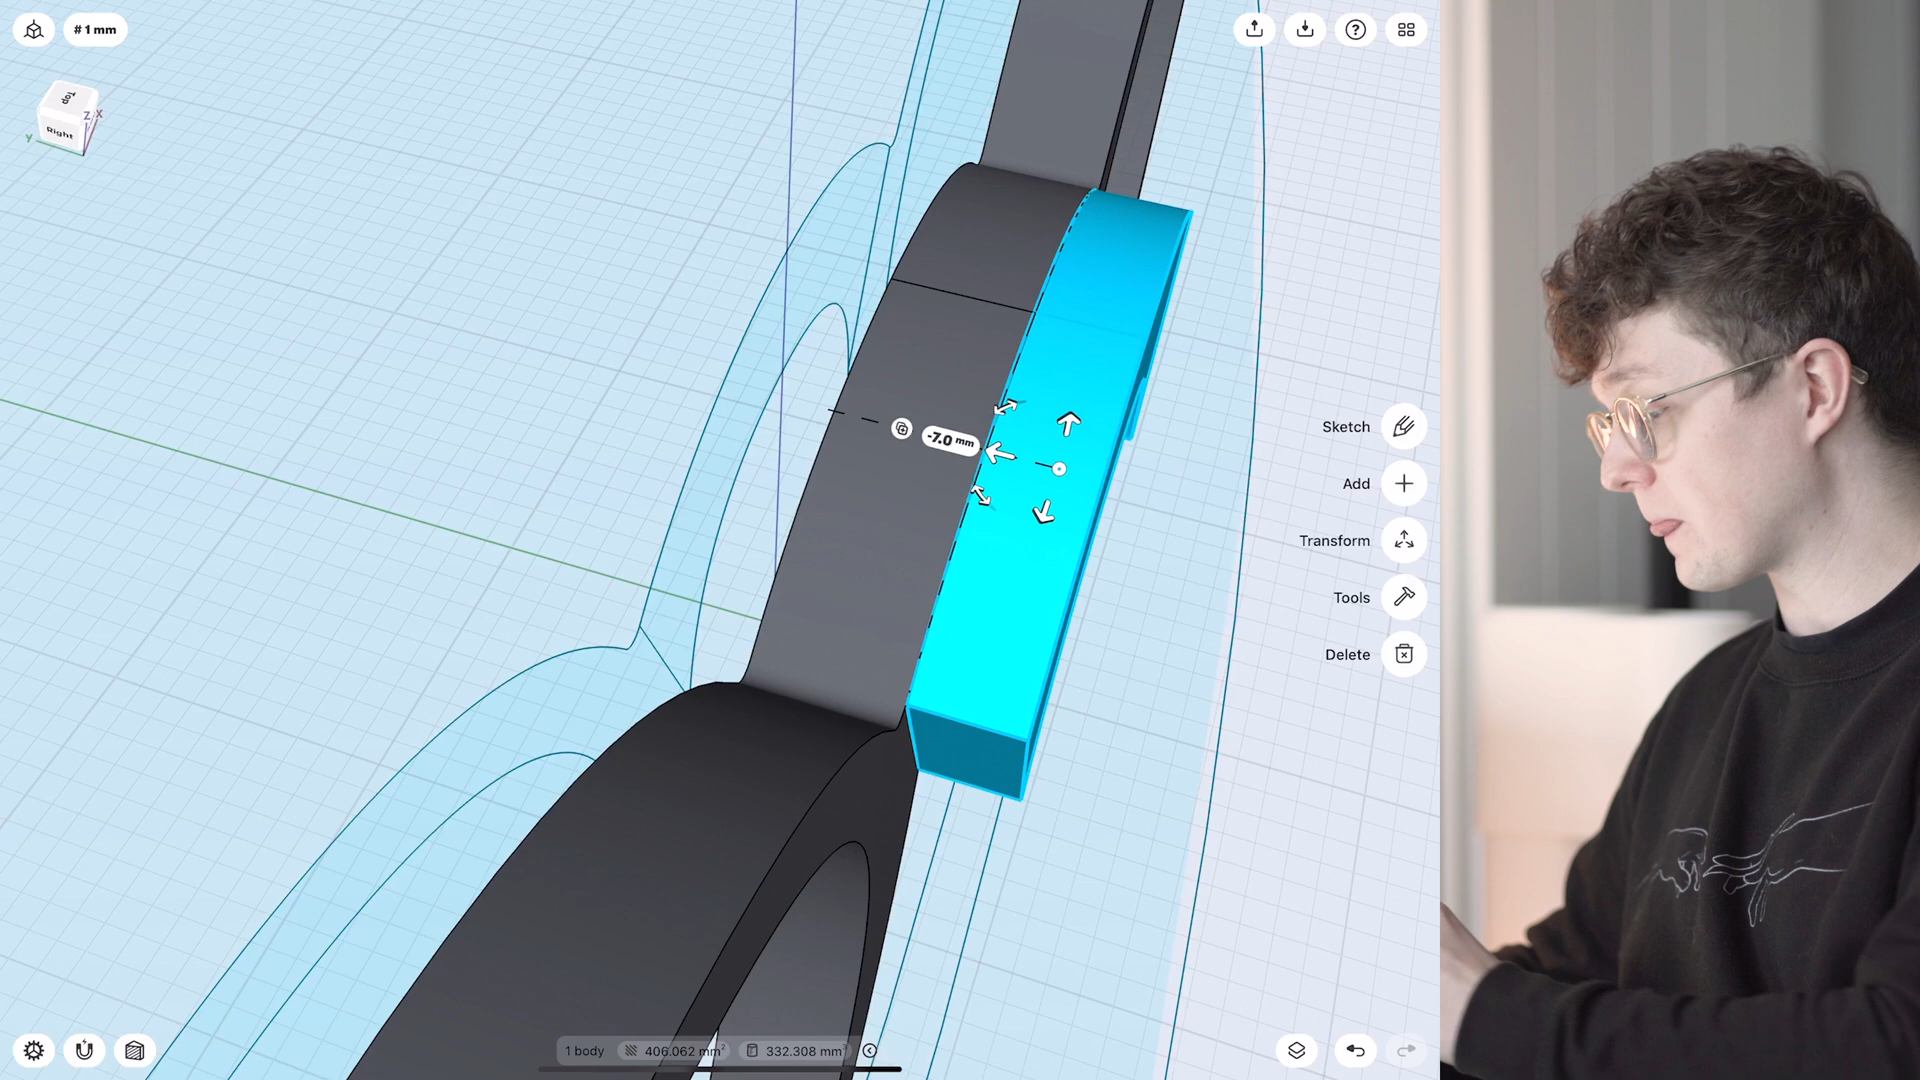 # 1 mm
Top
Right
Z X
Y
-7.0 mm
Sketch
Add
Transform
Tools
Delete
1 body 406.062 mm² 332.308 mm³